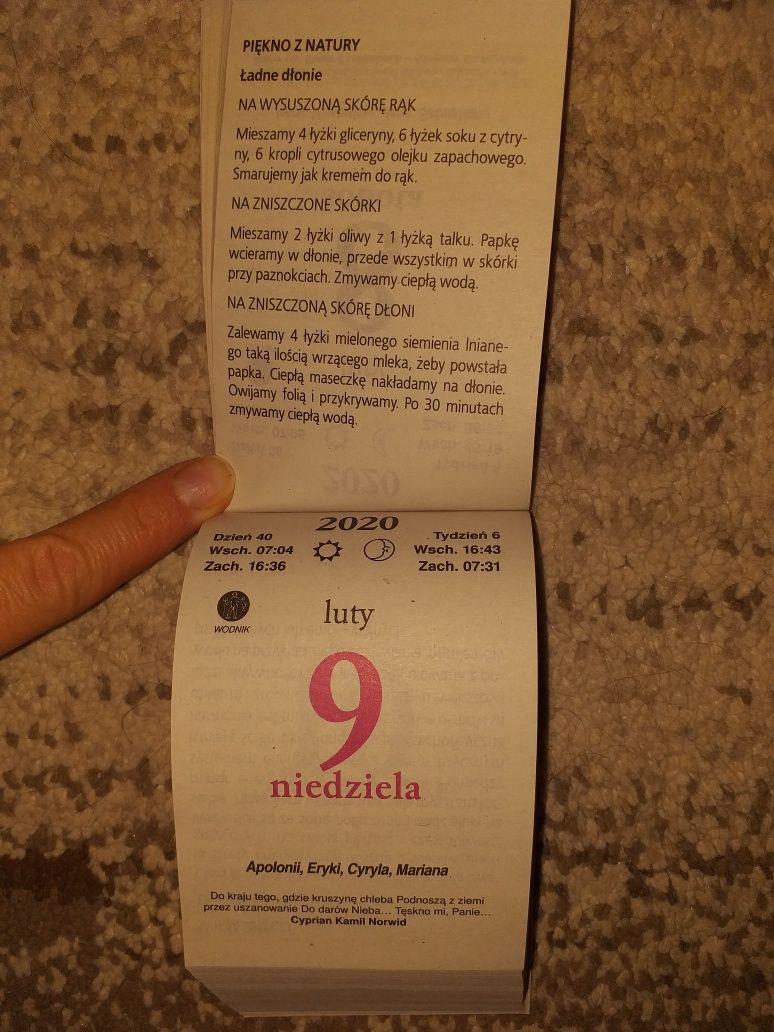 PIĘKNO Z NATURY
Ładne dłonie
NA WYSUSZONĄ SKÓRĘ RĄK
Mieszamy 4 łyżki gliceryny, 6 łyżek soku z cytry-
ny, 6 kropli cytrusowego olejku zapachowego.
Smarujemy jak kremem do rąk.
NA ZNISZCZONE SKÓRKI
Mieszamy 2 łyżki oliwy z 1 łyżką talku. Papkę
wcieramy w dłonie, przede wszystkim w skórki
przy paznokciach. Zmywamy ciepłą wodą.
NA ZNISZCZONĄ SKÓRĘ DŁONI
Zalewamy 4 łyżki mielonego siemienia lniane-
go taką ilością wrzącego mleka, żeby powstała
papka. Ciepłą maseczkę nakładamy na dłonie.
Owijamy folią i przykrywamy. Po 30 minutach
zmywamy ciepłą wodą.
2020
Dzień 40
Wsch. 07:04
Zach. 16:36
Tydzień 6
Wsch. 16:43
Zach. 07:31
WODNIK
luty
9
niedziela
Apolonii, Eryki, Cyryla, Mariana
Do kraju tego, gdzie kruszynę chleba Podnoszą z ziemi
przez uszanowanie Do darów Nieba... Tęskno mi, Panie...
Cyprian Kamil Norwid